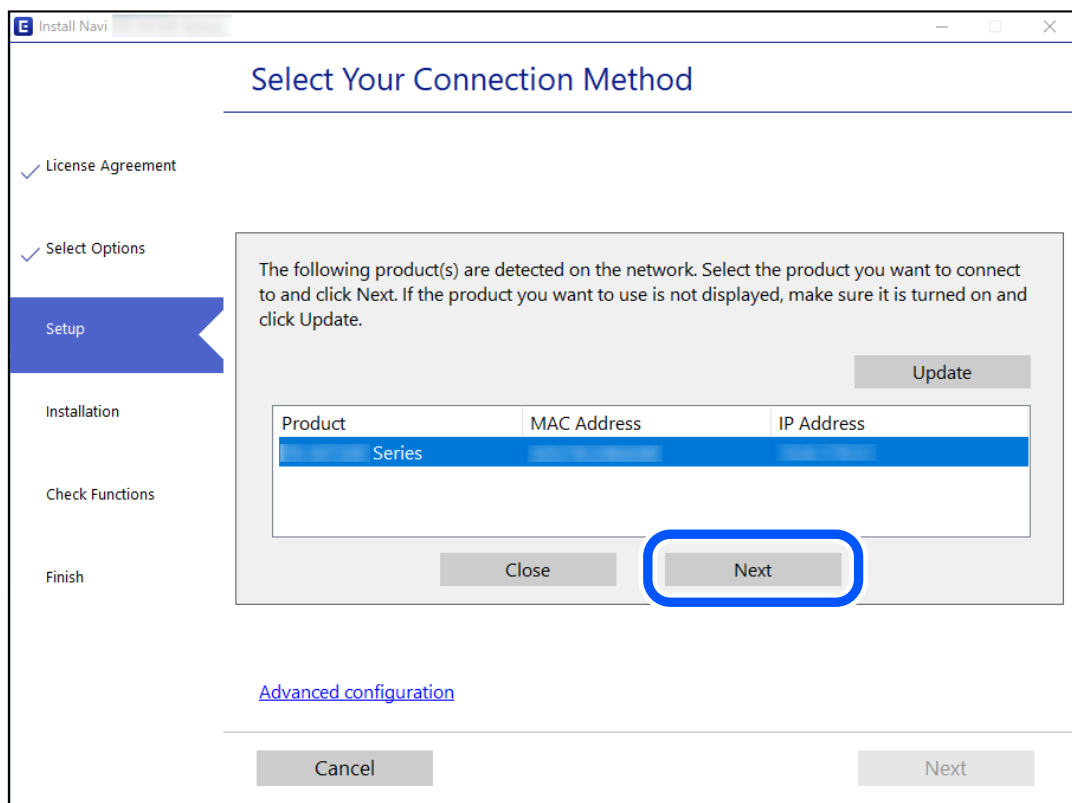 Install Navi
Select Your Connection Method
License Agreement
Select Options
Setup
Installation
Check Functions
Finish
The following product(s) are detected on the network. Select the product you want to connect
to and click Next. If the product you want to use is not displayed, make sure it is turned on and
click Update.
Update
Product MAC Address IP Address
Series
Close Next
Advanced configuration
Cancel Next